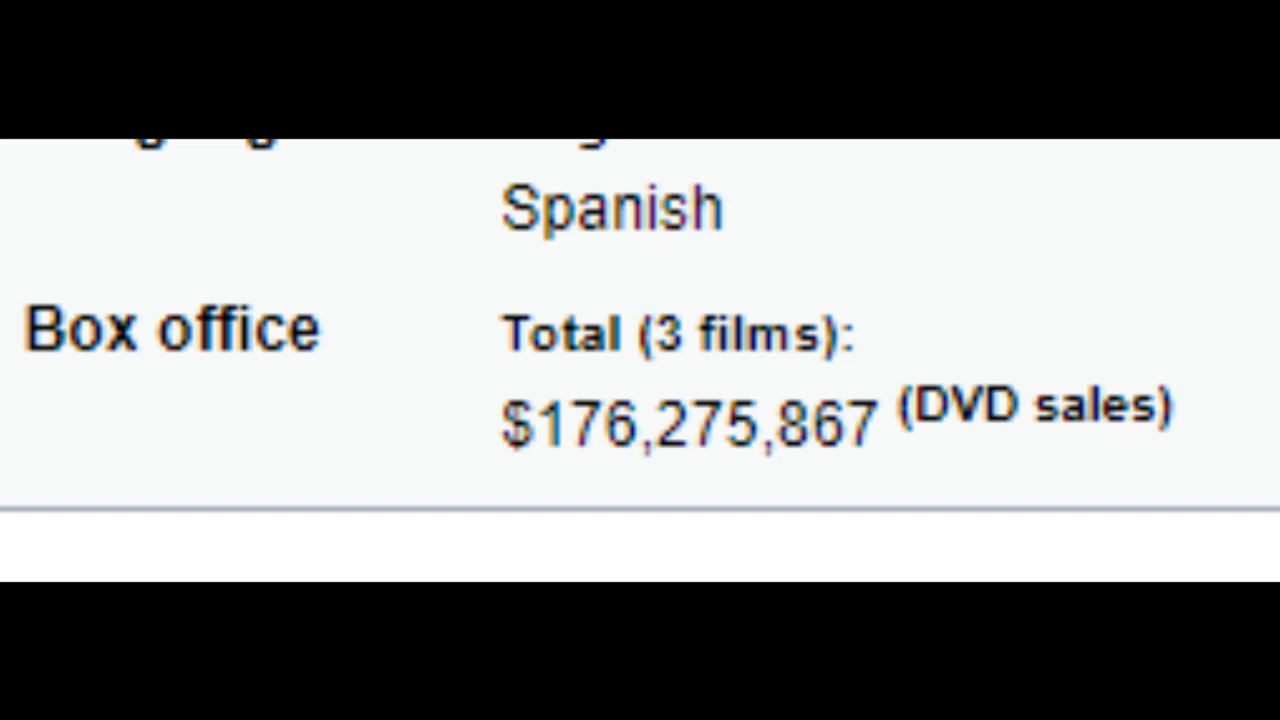 Spanish
Box office Total (3 films):
$176,275,867 (DVD sales)